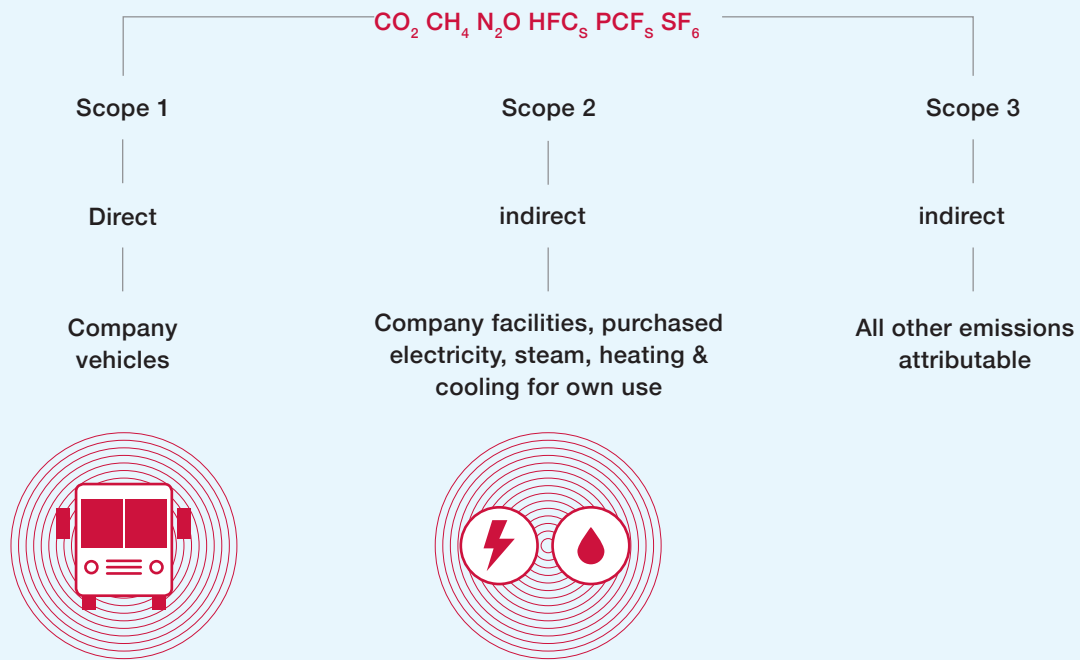 CO₂ CH₄ N₂O HFCₛ PCFₛ SF₆
Scope 1
Scope 2
Scope 3
Direct
indirect
indirect
Company
vehicles
Company facilities, purchased
electricity, steam, heating &
cooling for own use
All other emissions
attributable